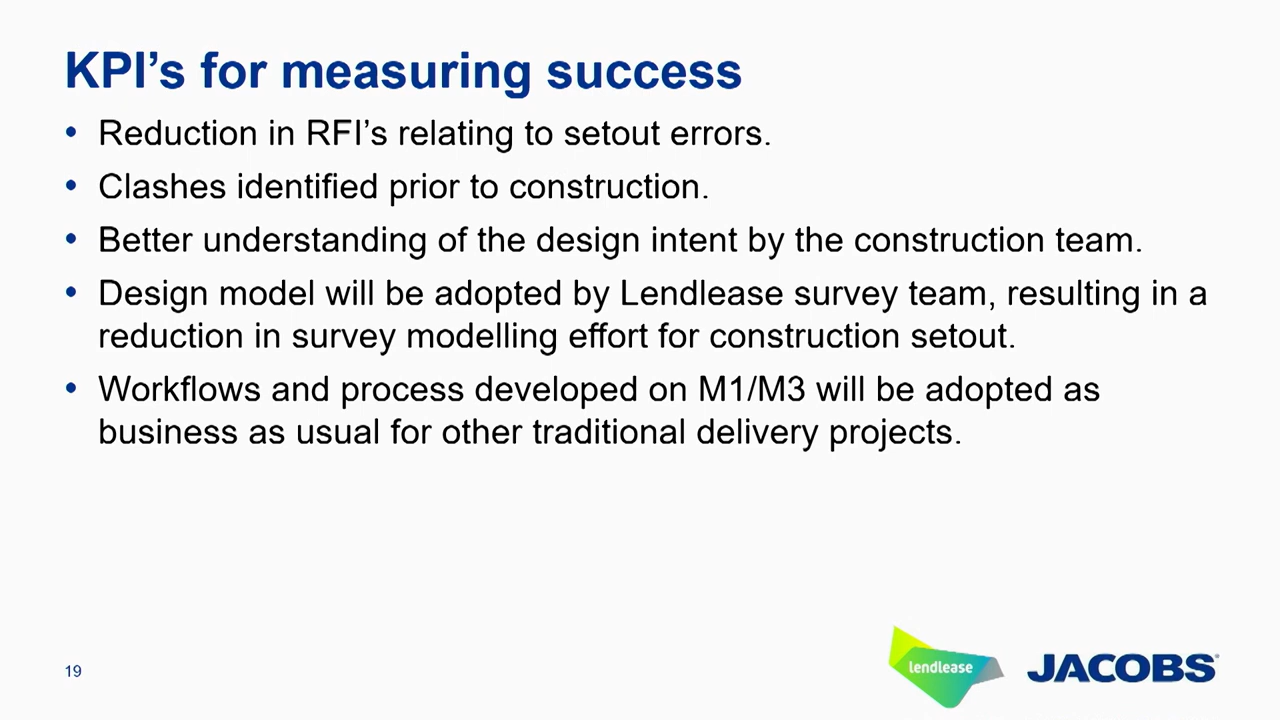 KPI’s for measuring success
• Reduction in RFI’s relating to setout errors.
• Clashes identified prior to construction.
• Better understanding of the design intent by the construction team.
• Design model will be adopted by Lendlease survey team, resulting in a
reduction in survey modelling effort for construction setout.
• Workflows and process developed on M1/M3 will be adopted as
business as usual for other traditional delivery projects.
19
lendlease
JACOBS®